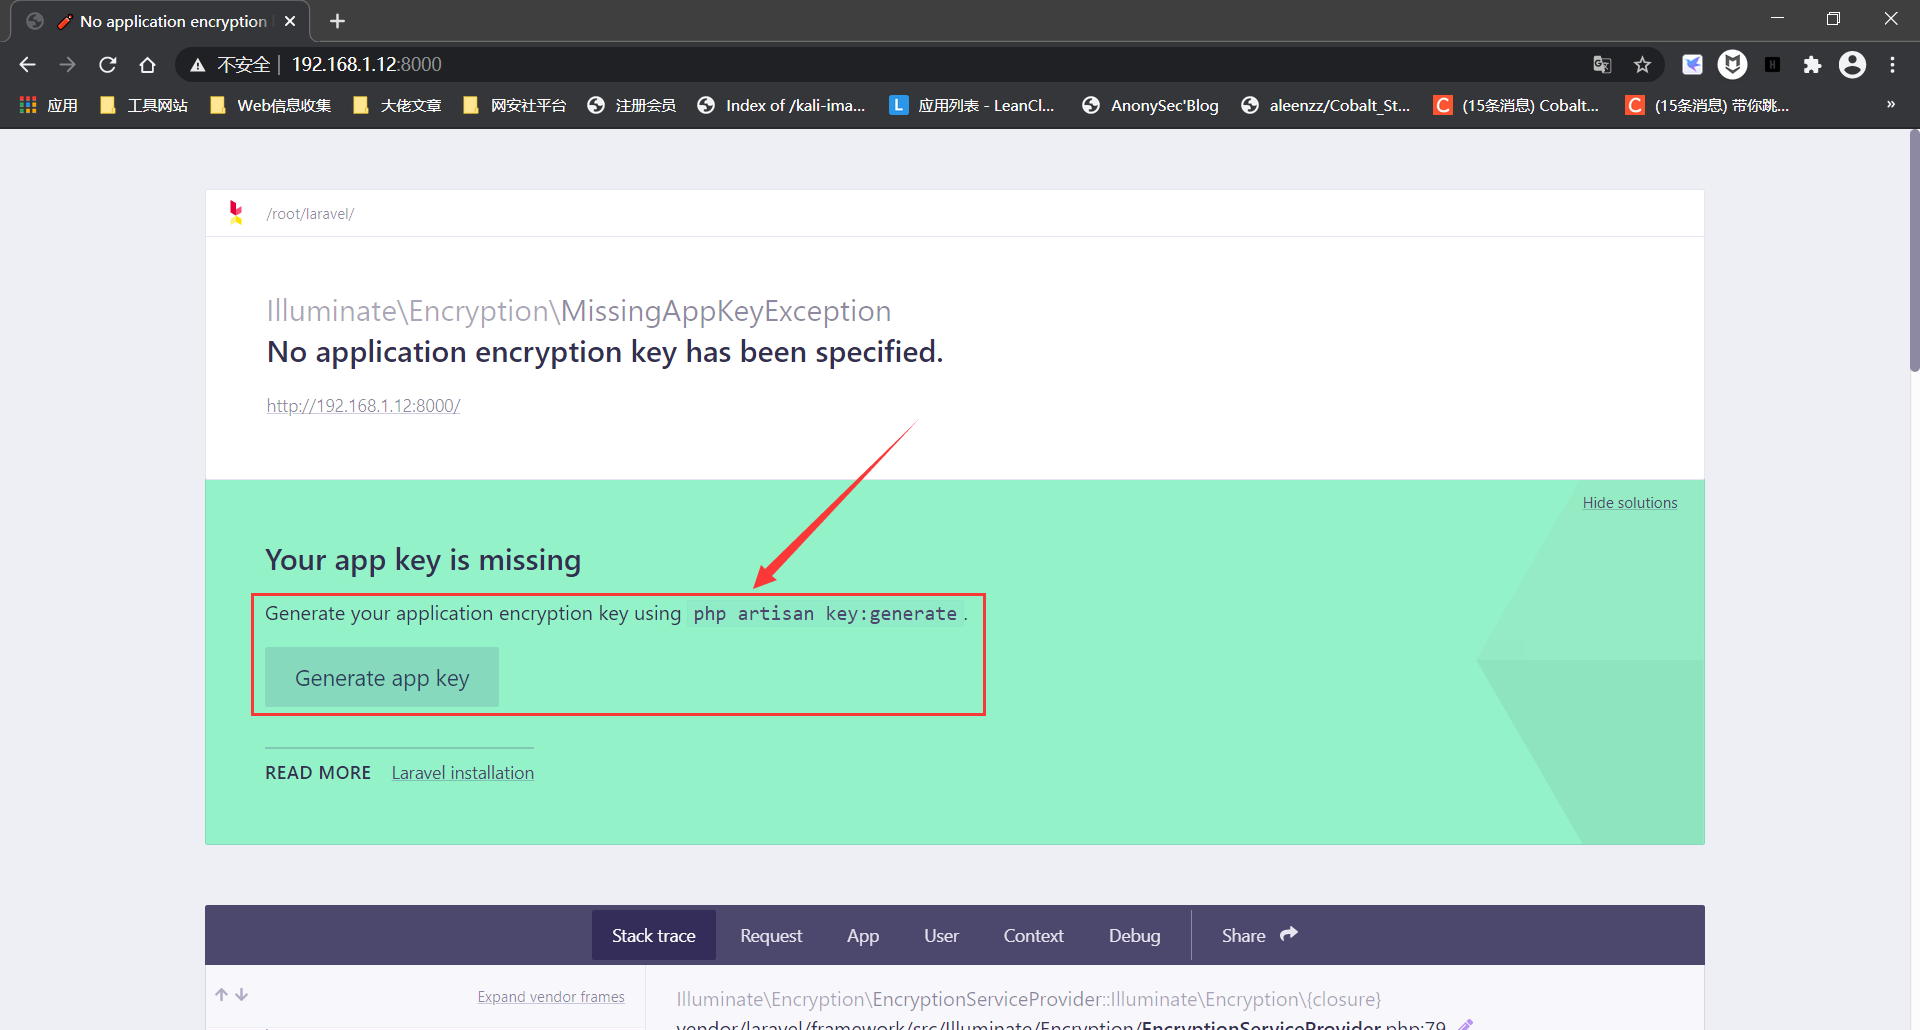 No application encryption
不安全 | 192.168.1.12:8000
应用 工具网站 Web信息收集 大佬文章 网安社平台 注册会员 Index of /kali-ima... 应用列表 - LeanCl... AnonySec'Blog aleenzz/Cobalt_St... (15条消息) Cobalt... (15条消息) 带你跳... »
/root/laravel/
Illuminate\Encryption\MissingAppKeyException
No application encryption key has been specified.
http://192.168.1.12:8000/
Hide solutions
Your app key is missing
Generate your application encryption key using php artisan key:generate.
Generate app key
READ MORE Laravel installation
Stack trace Request App User Context Debug Share
Expand vendor frames
Illuminate\Encryption\EncryptionServiceProvider::Illuminate\Encryption\{closure}
vendor/laravel/framework/src/Illuminate/Encryption/EncryptionServiceProvider.php:79